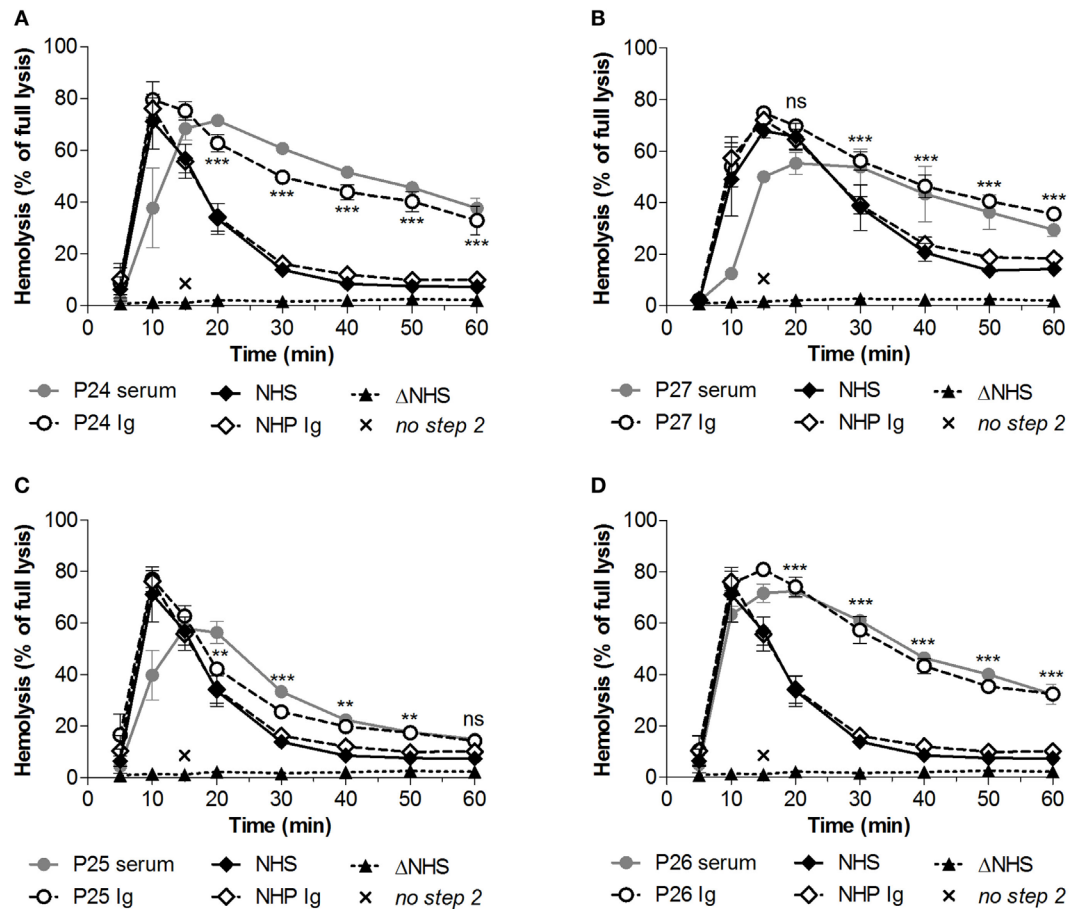 A
Hemolysis (% of full lysis)
100
80
60
40
20
0
*** *** *** *** ***
0 10 20 30 40 50 60
Time (min)
P24 serum NHS ΔNHS
P24 Ig NHP Ig no step 2
B
Hemolysis (% of full lysis)
100
80
60
40
20
0
ns *** *** *** ***
0 10 20 30 40 50 60
Time (min)
P27 serum NHS ΔNHS
P27 Ig NHP Ig no step 2
C
Hemolysis (% of full lysis)
100
80
60
40
20
0
** *** ** ** ns
0 10 20 30 40 50 60
Time (min)
P25 serum NHS ΔNHS
P25 Ig NHP Ig no step 2
D
Hemolysis (% of full lysis)
100
80
60
40
20
0
*** *** *** *** ***
0 10 20 30 40 50 60
Time (min)
P26 serum NHS ΔNHS
P26 Ig NHP Ig no step 2